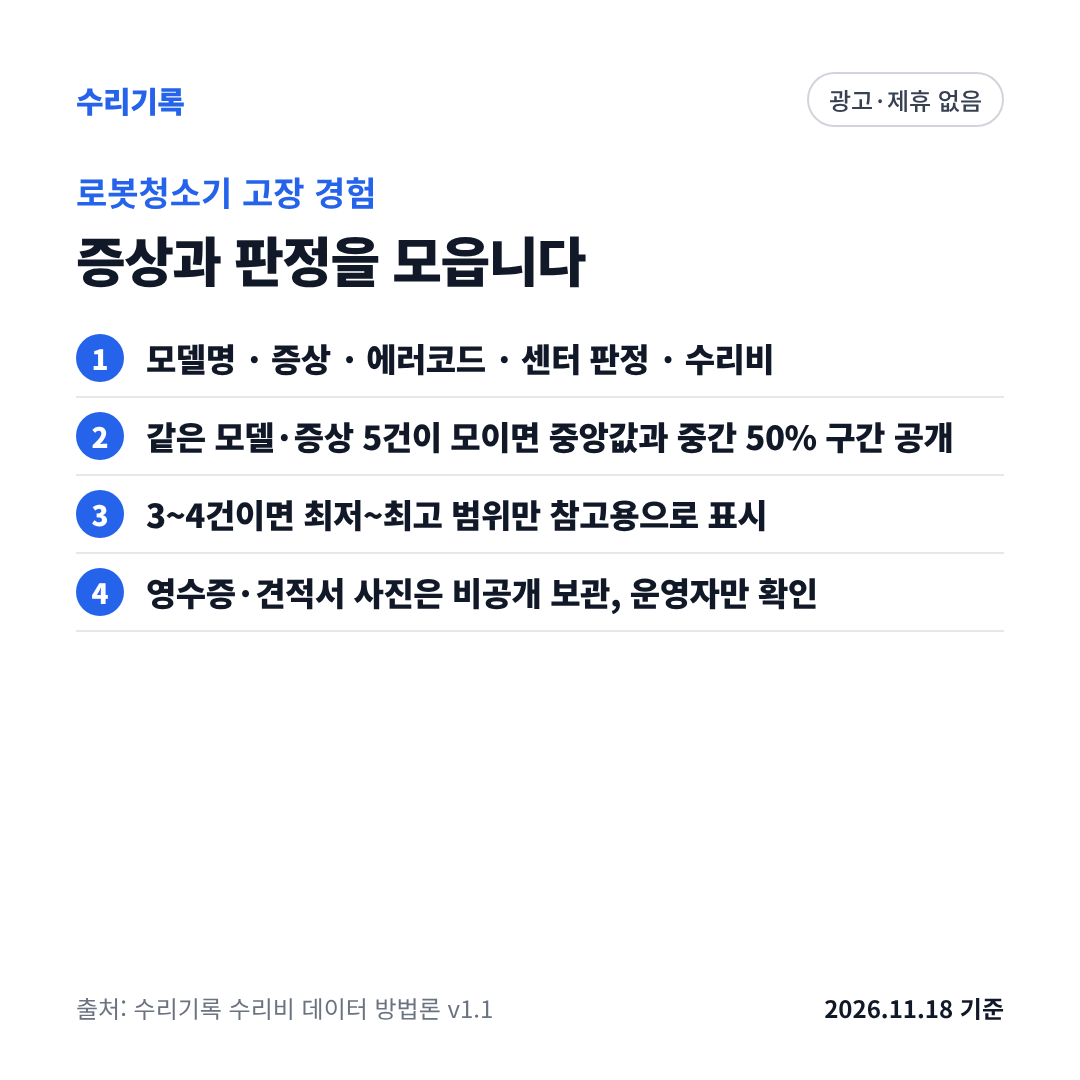 수리기록
광고·제휴 없음
로봇청소기 고장 경험
증상과 판정을 모읍니다
1 모델명 · 증상 · 에러코드 · 센터 판정 · 수리비
2 같은 모델·증상 5건이 모이면 중앙값과 중간 50% 구간 공개
3 3~4건이면 최저~최고 범위만 참고용으로 표시
4 영수증·견적서 사진은 비공개 보관, 운영자만 확인
출처: 수리기록 수리비 데이터 방법론 v1.1
2026.11.18 기준